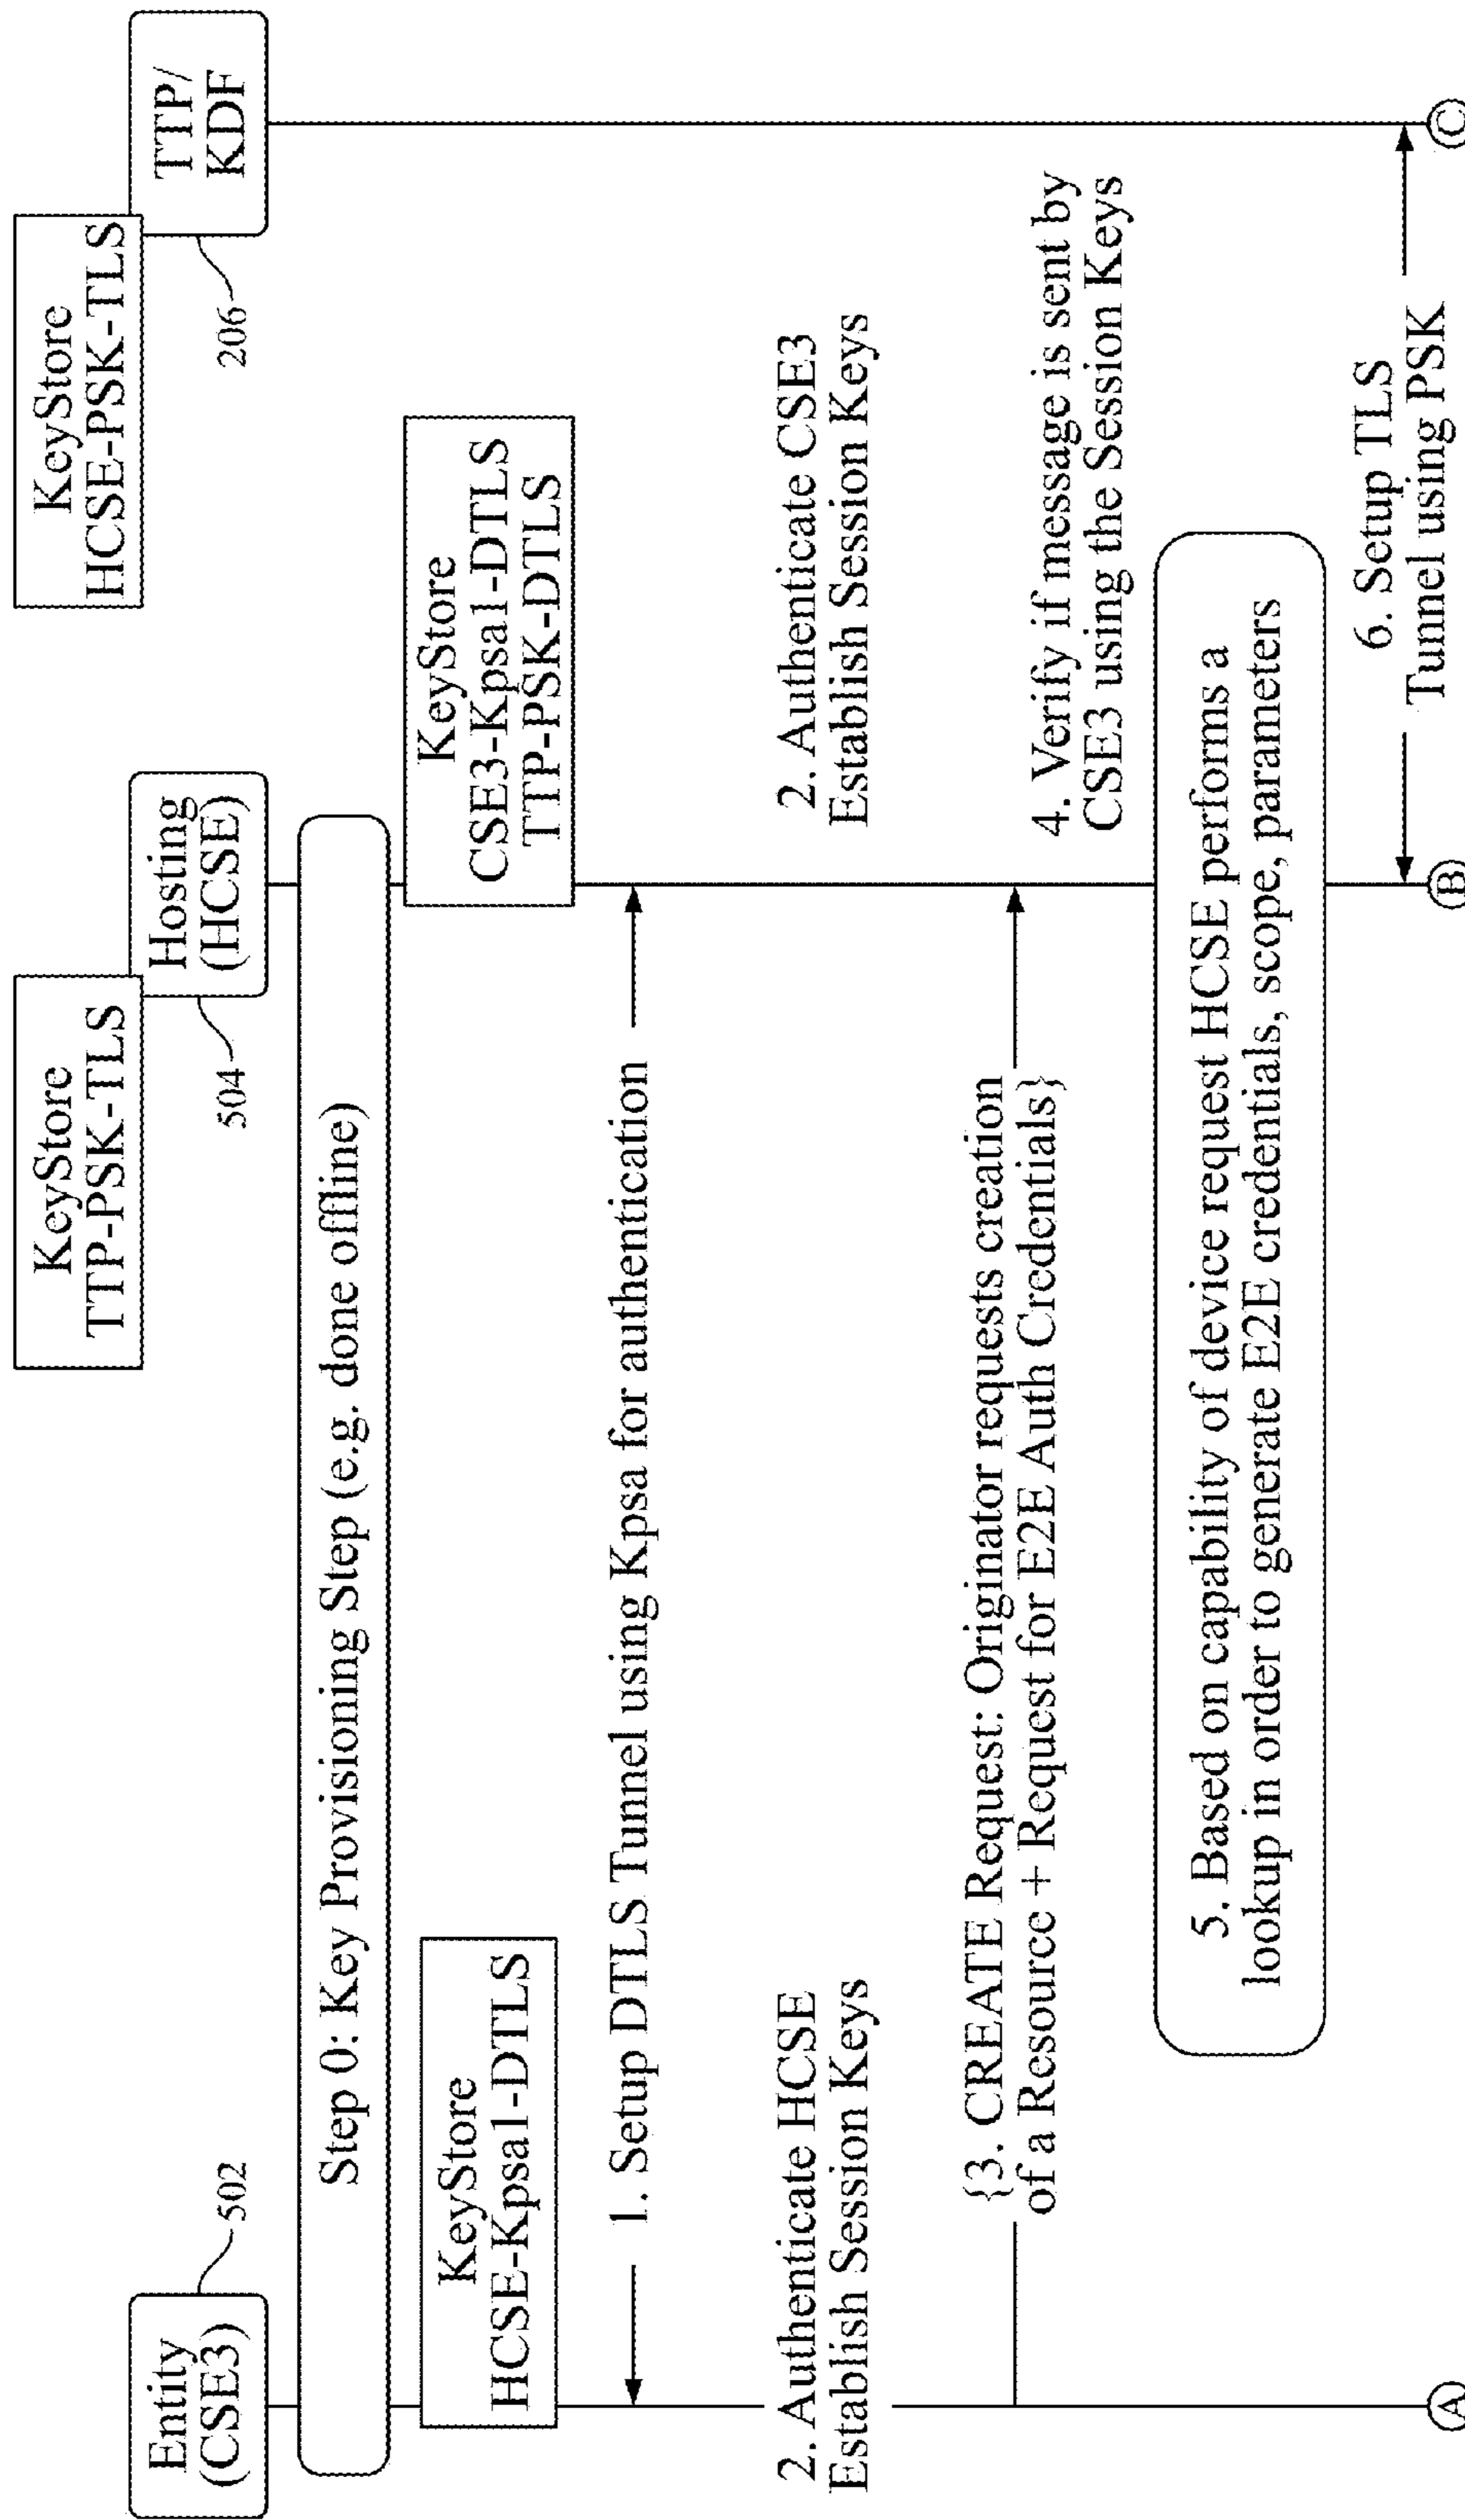 Entity
(CSE3)
502
KeyStore
TTP-PSK-TLS
Hosting
(HCSE)
504
KeyStore
HCSE-PSK-TLS
TTP/
KDF
206
Step 0: Key Provisioning Step (e.g. done offline)
KeyStore
HCSE-Kpsa1-DTLS
KeyStore
CSE3-Kpsa1-DTLS
TTP-PSK-DTLS
1. Setup DTLS Tunnel using Kpsa for authentication
2. Authenticate HCSE
Establish Session Keys
2. Authenticate CSE3
Establish Session Keys
{3. CREATE Request: Originator requests creation
of a Resource + Request for E2E Auth Credentials}
4. Verify if message is sent by
CSE3 using the Session Keys
5. Based on capability of device request HCSE performs a
lookup in order to generate E2E credentials, scope, parameters
6. Setup TLS
Tunnel using PSK
A
B
C